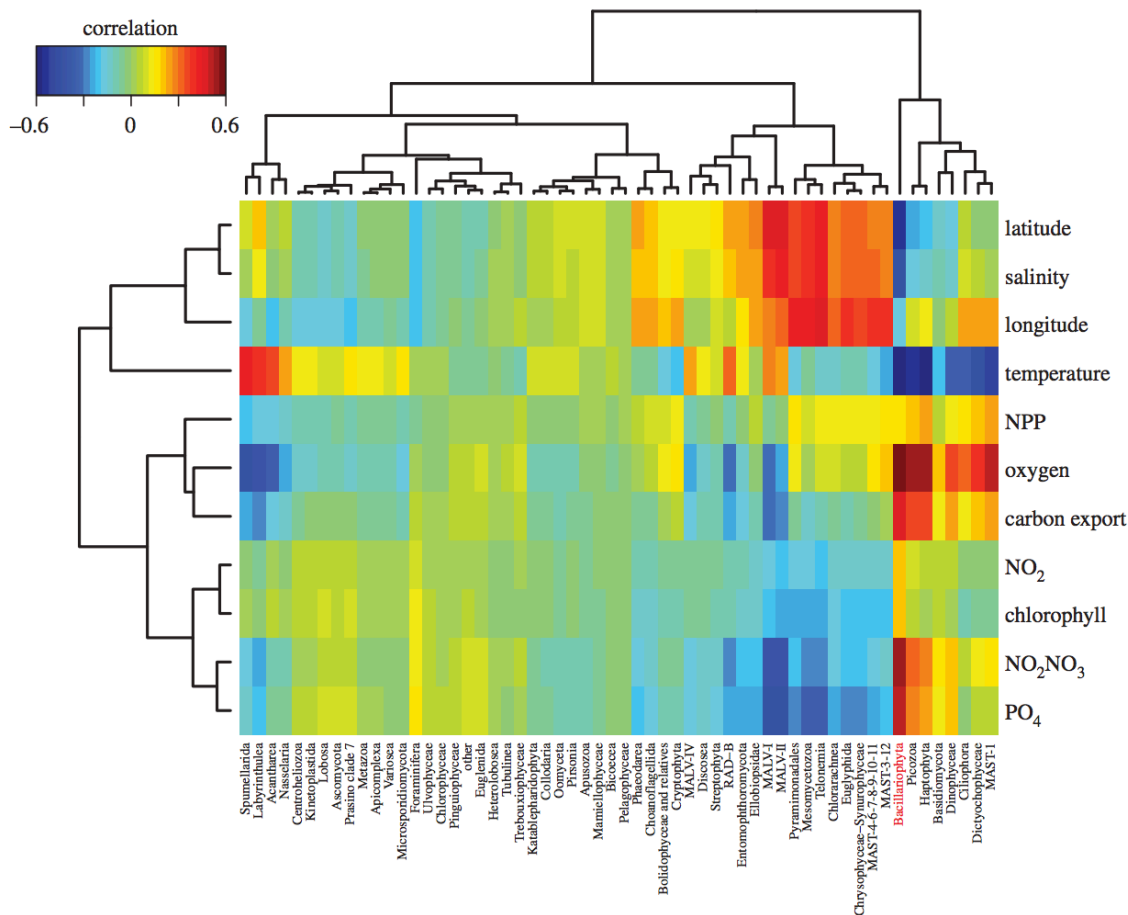 correlation
−0.6 0 0.6
latitude
salinity
longitude
temperature
NPP
oxygen
carbon export
NO2
chlorophyll
NO2NO3
PO4
Spumellarida
Labyrinthulea
Acantharea
Nassellaria
Centroheliozoa
Kinetoplastida
Lobosa
Ascomycota
Prasino clade 7
Metazoa
Apicomplexa
Variosea
Microsporidiomycota
Foraminifera
Ulvophyceae
Chlorophyceae
Pinguiophyceae
other
Euglenida
Heterolobosea
Tubulinea
Trebouxiophyceae
Katablepharidophyta
Collodaria
Oomyceta
Pirsonia
Apusozoa
Mamiellophyceae
Bicoecea
Pelagophyceae
Phaeodarea
Choanoflagellida
Bolidophyceae and relatives
Cryptophyta
MALV-IV
Discosea
Streptophyta
RAD−B
Entomophthoromycota
Ellobiopsidae
MALV-I
MALV-II
Pyramimonadales
Mesomycetozoa
Telonemia
Chlorarachnea
Euglyphida
Chrysophyceae−Synurophyceae
MAST-4-6-7-8-9-10-11
MAST-3-12
Bacillariophyta
Picozoa
Haptophyta
Basidiomycota
Dinophyceae
Ciliophora
Dictyochophyceae
MAST-1